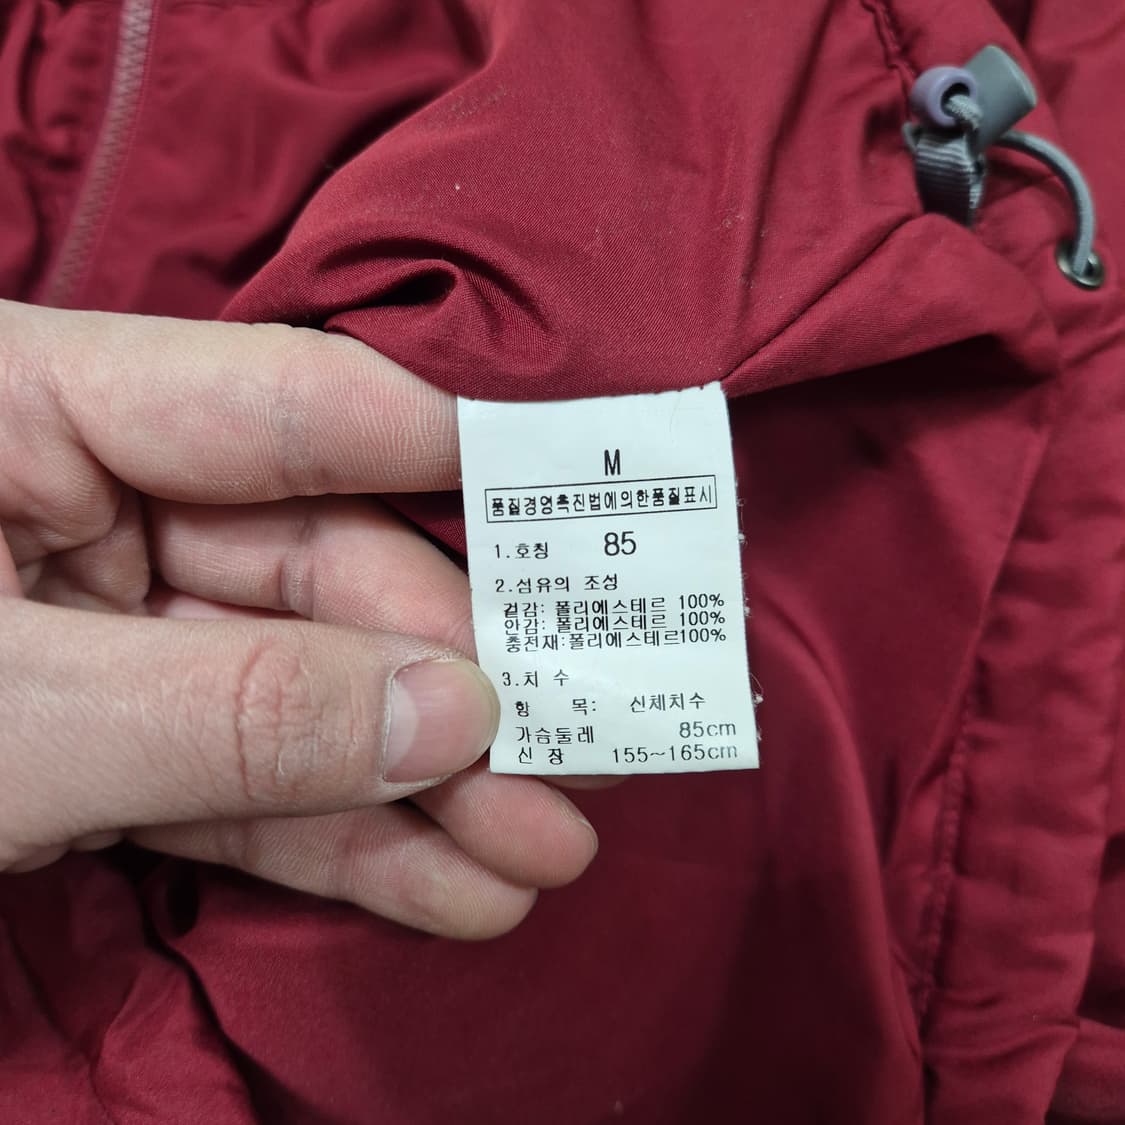 M
품질경영촉진법에의한품질표시
1.호칭 85
2.섬유의 조성
겉감: 폴리에스테르 100%
안감: 폴리에스테르 100%
충전재:폴리에스테르100%
3.치 수
항 목: 신체치수
가슴둘레 85cm
신 장 155~165cm